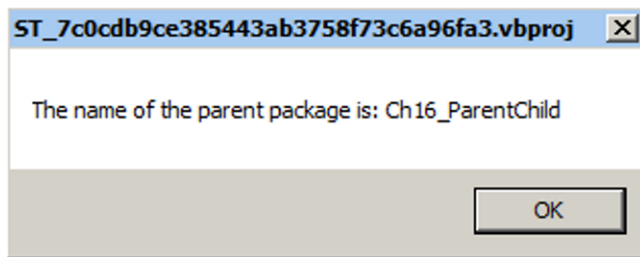 ST_7c0cdb9ce385443ab3758f73c6a96fa3.vbproj
The name of the parent package is: Ch16_ParentChild
OK